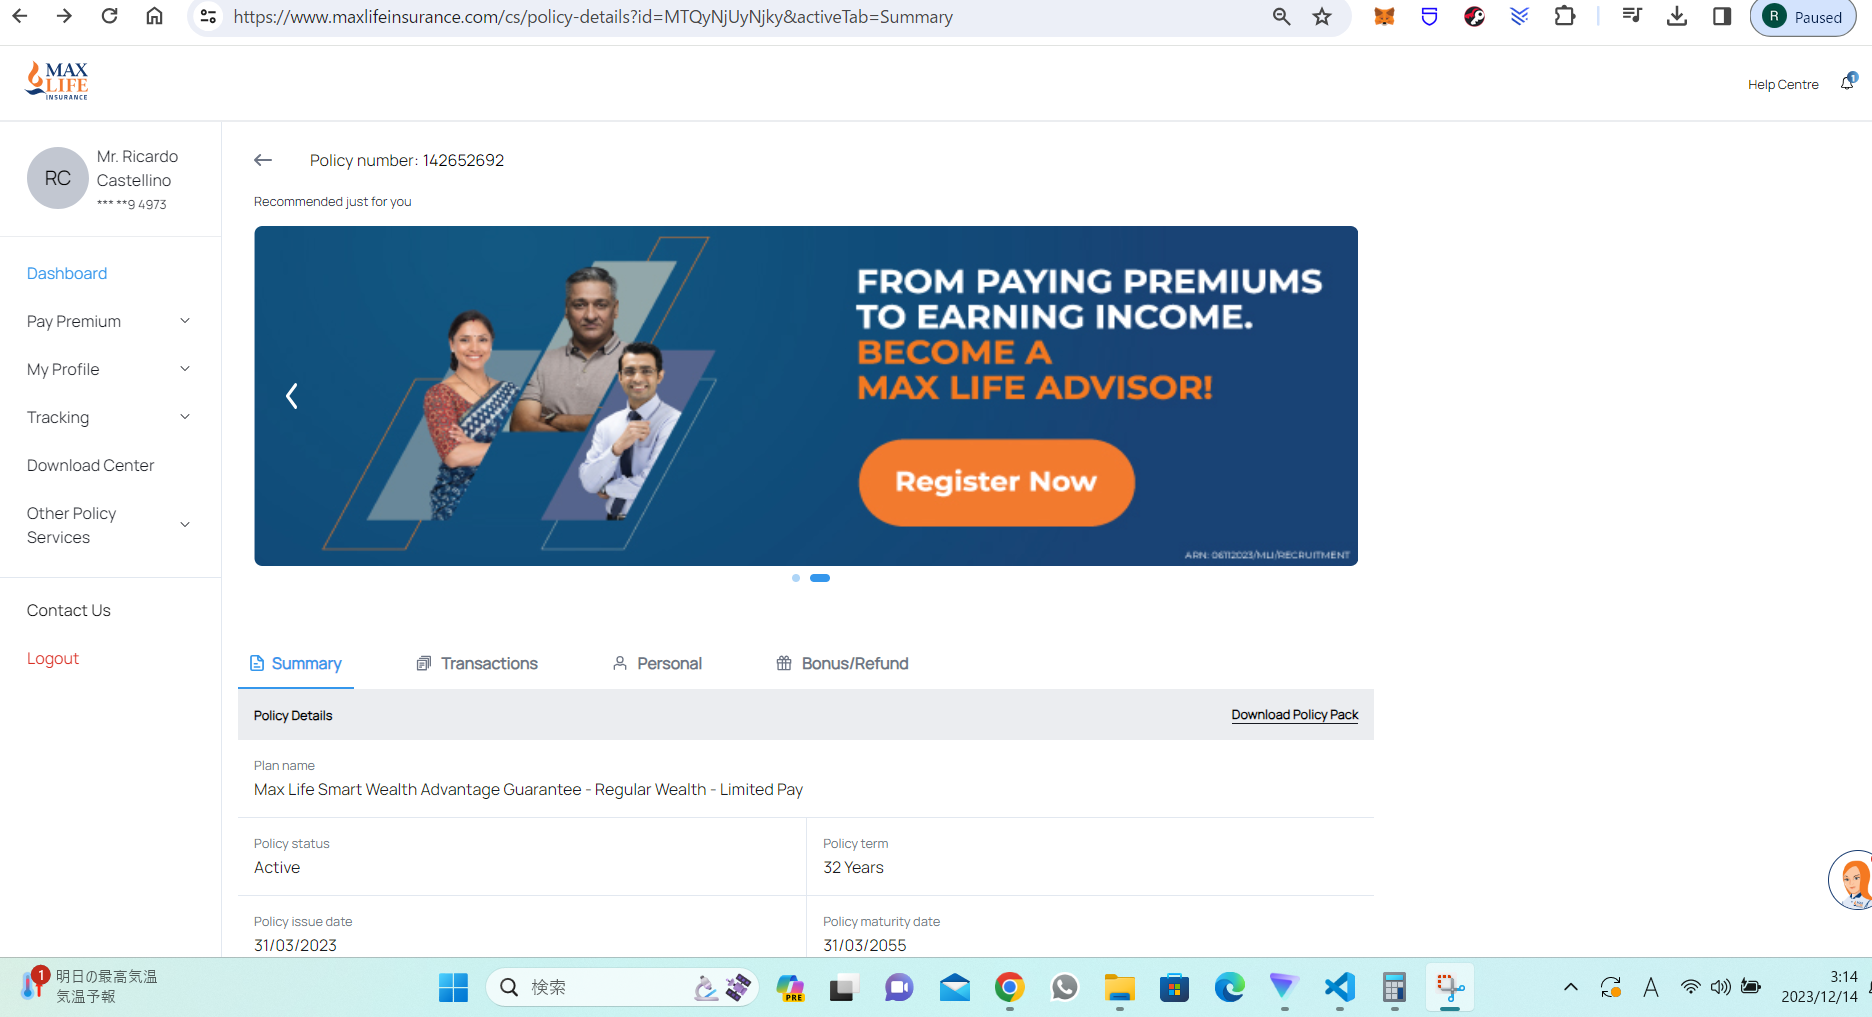 https://www.maxlifeinsurance.com/cs/policy-details?id=MTQyNjUyNjky&activeTab=Summary
R Paused
MAX
LIFE
INSURANCE
Help Centre
1
RC
Mr. Ricardo
Castellino
*** **9 4973
Policy number: 142652692
Recommended just for you
Dashboard
Pay Premium
My Profile
Tracking
Download Center
Other Policy
Services
Contact Us
Logout
FROM PAYING PREMIUMS
TO EARNING INCOME.
BECOME A
MAX LIFE ADVISOR!
Register Now
ARN: 06112023/MLI/RECRUITMENT
Summary
Transactions
Personal
Bonus/Refund
Policy Details
Download Policy Pack
Plan name
Max Life Smart Wealth Advantage Guarantee - Regular Wealth - Limited Pay
Policy status
Active
Policy term
32 Years
Policy issue date
31/03/2023
Policy maturity date
31/03/2055
1
明日の最高気温
気温予報
検索
PRE
A
3:14
2023/12/14